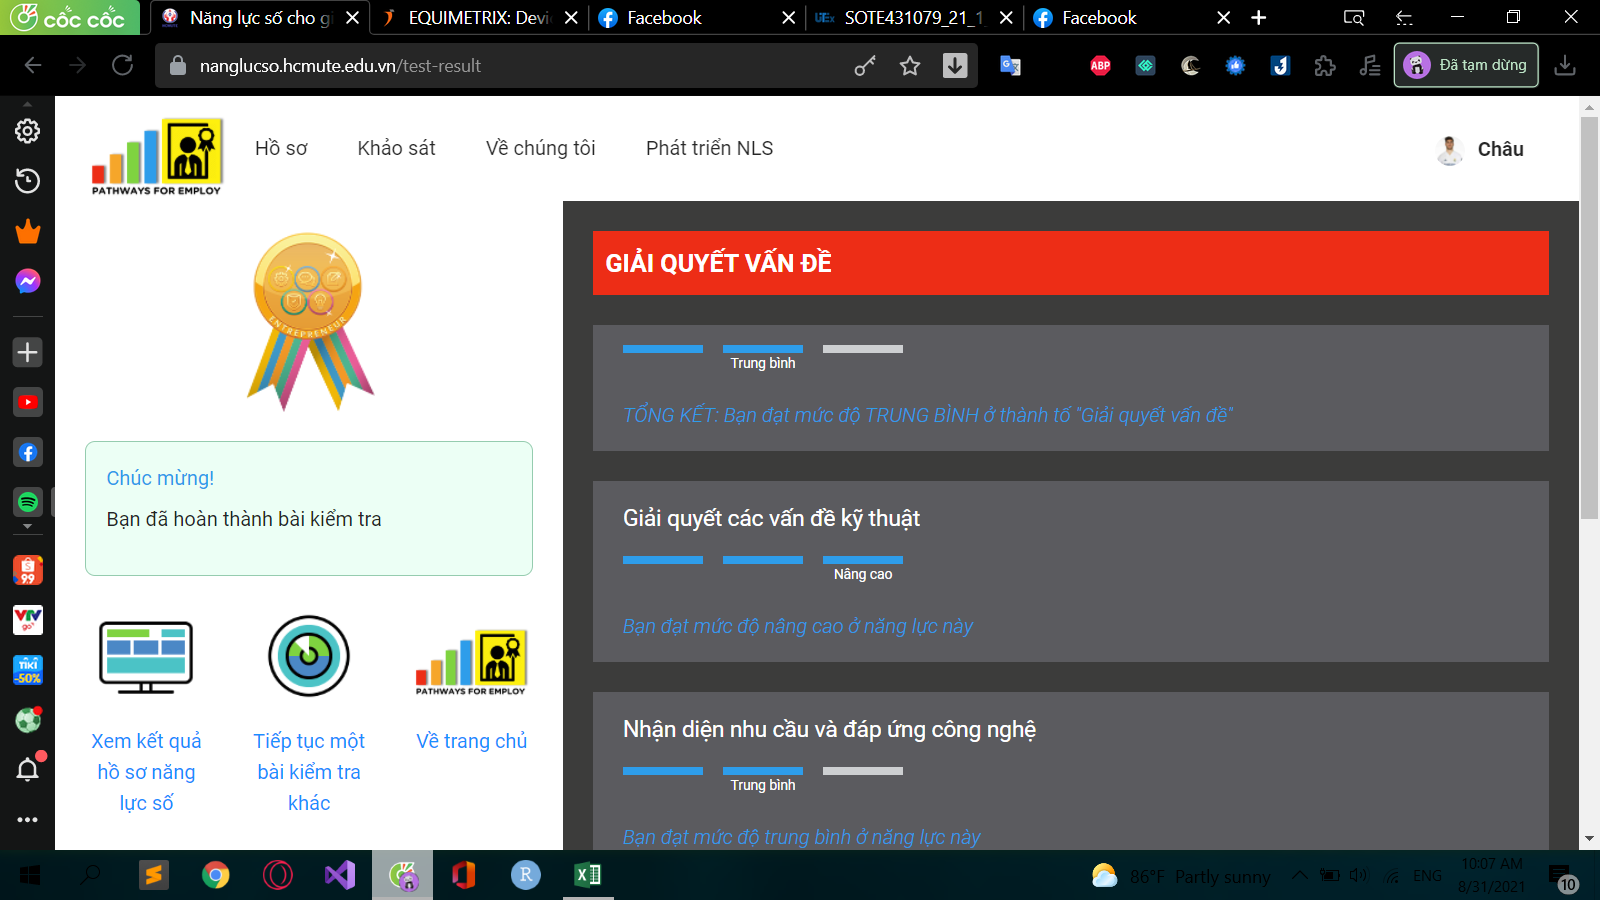 cốc cốc
Năng lực số cho gi
EQUIMETRIX: Devi
Facebook
SOTE431079_21_1
Facebook
nanglucso.hcmute.edu.vn/test-result
ABP
Đã tạm dừng
PATHWAYS FOR EMPLOY
Hồ sơ
Khảo sát
Về chúng tôi
Phát triển NLS
Châu
ENTREPRENEUR
Chúc mừng!
Bạn đã hoàn thành bài kiểm tra
PATHWAYS FOR EMPLOY
Xem kết quả
hồ sơ năng
lực số
Tiếp tục một
bài kiểm tra
khác
Về trang chủ
GIẢI QUYẾT VẤN ĐỀ
Trung bình
TỔNG KẾT: Bạn đạt mức độ TRUNG BÌNH ở thành tố "Giải quyết vấn đề"
Giải quyết các vấn đề kỹ thuật
Nâng cao
Bạn đạt mức độ nâng cao ở năng lực này
Nhận diện nhu cầu và đáp ứng công nghệ
Trung bình
Bạn đạt mức độ trung bình ở năng lực này
99
VTV
go
TIKI
-50%
86°F Partly sunny
ENG
10:07 AM
8/31/2021
10